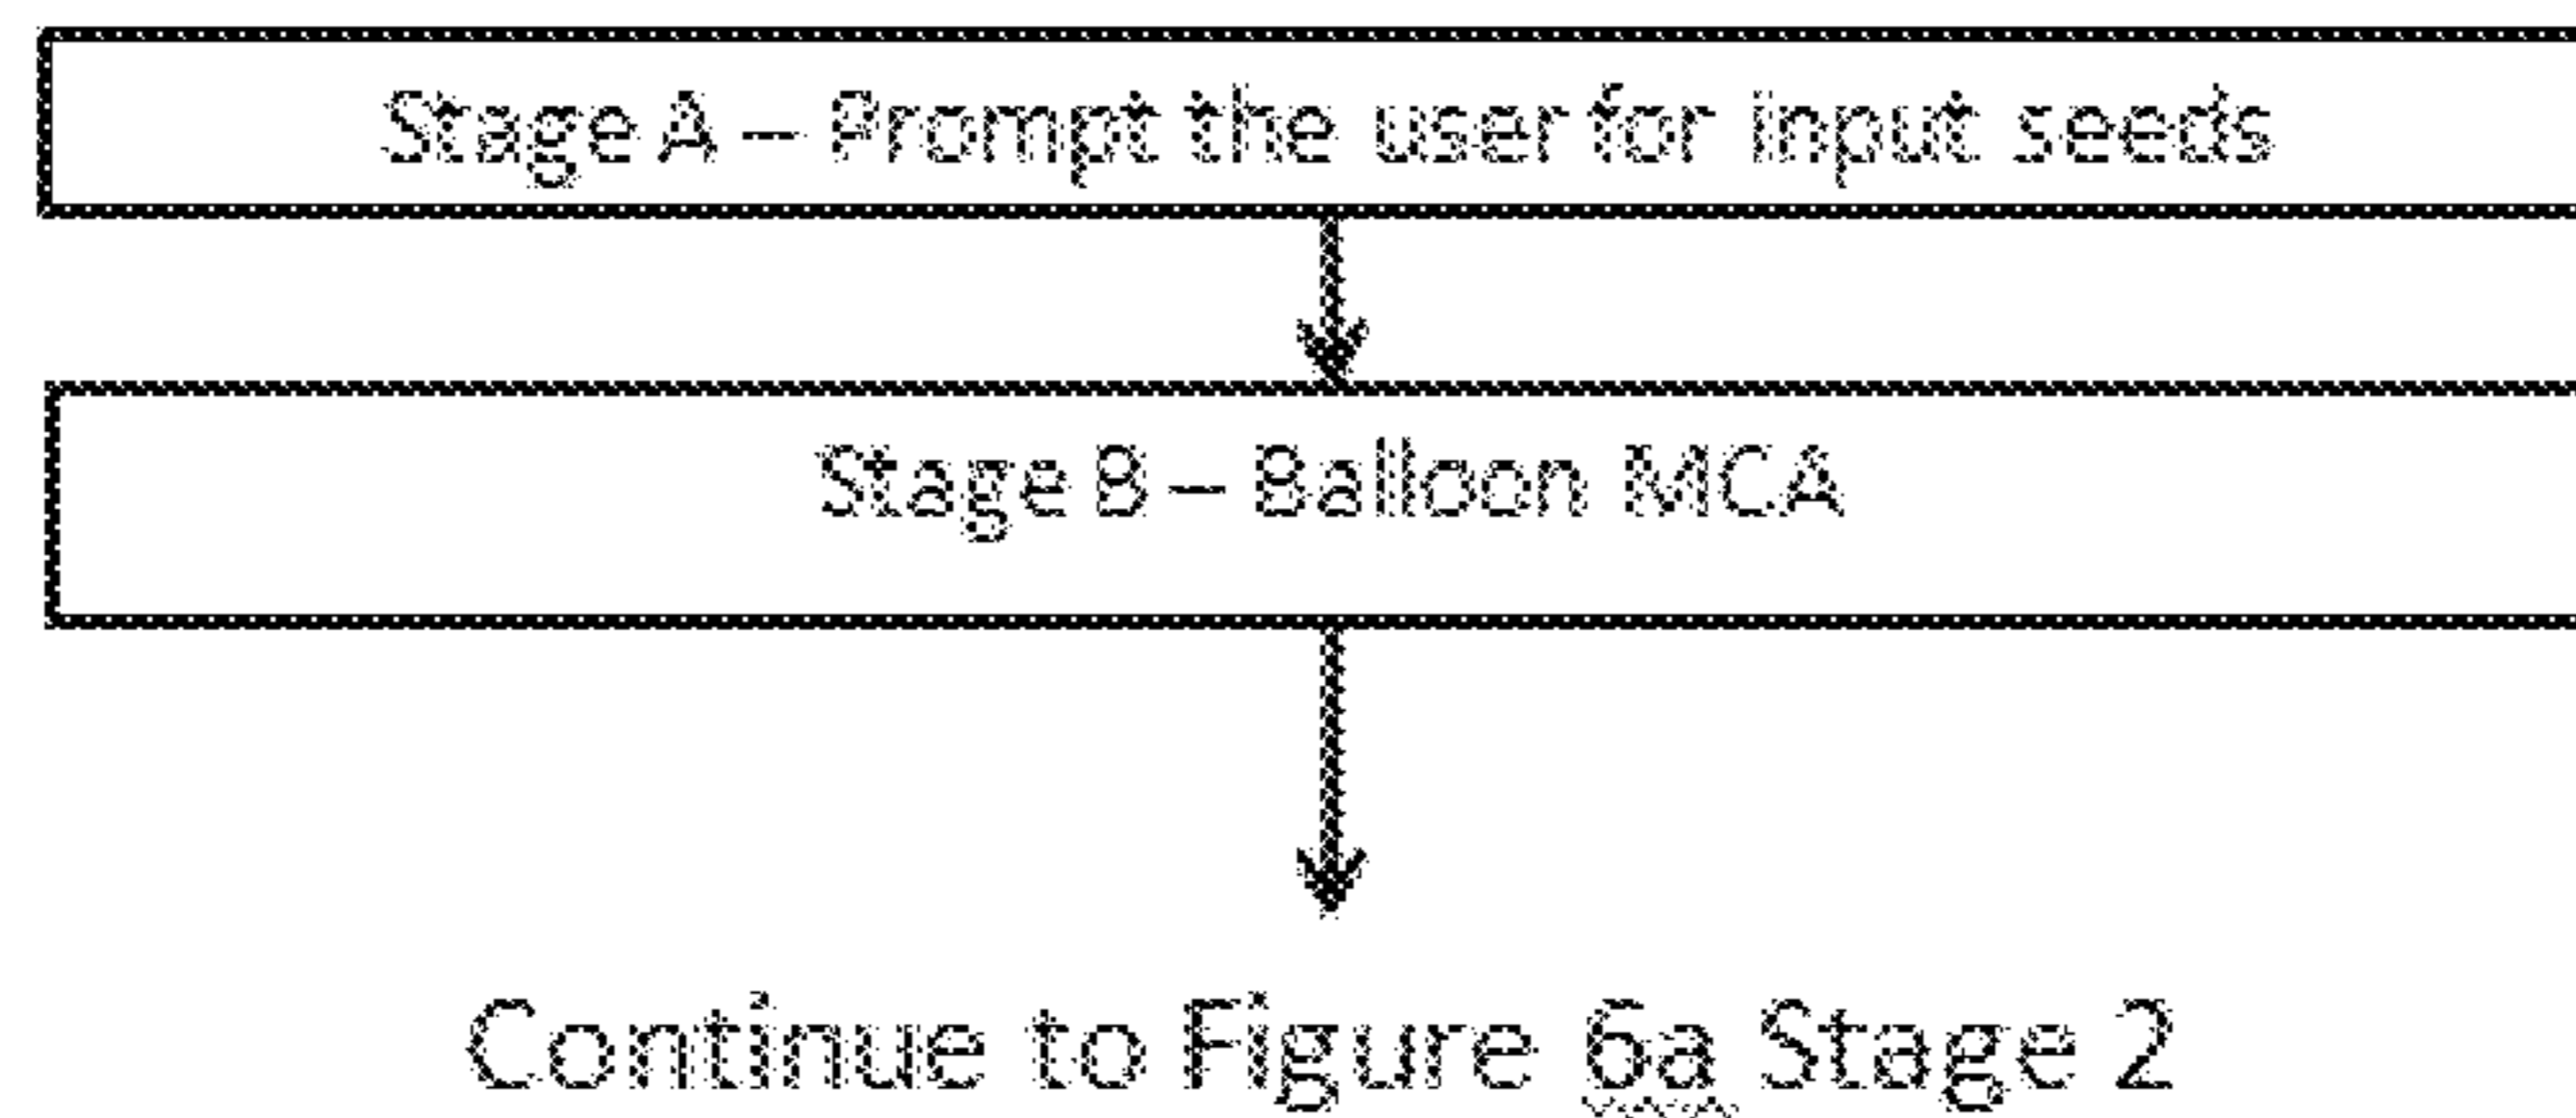 Stage A – Prompt the user for input seeds
Stage B – Balloon MCA
Continue to Figure 6a Stage 2